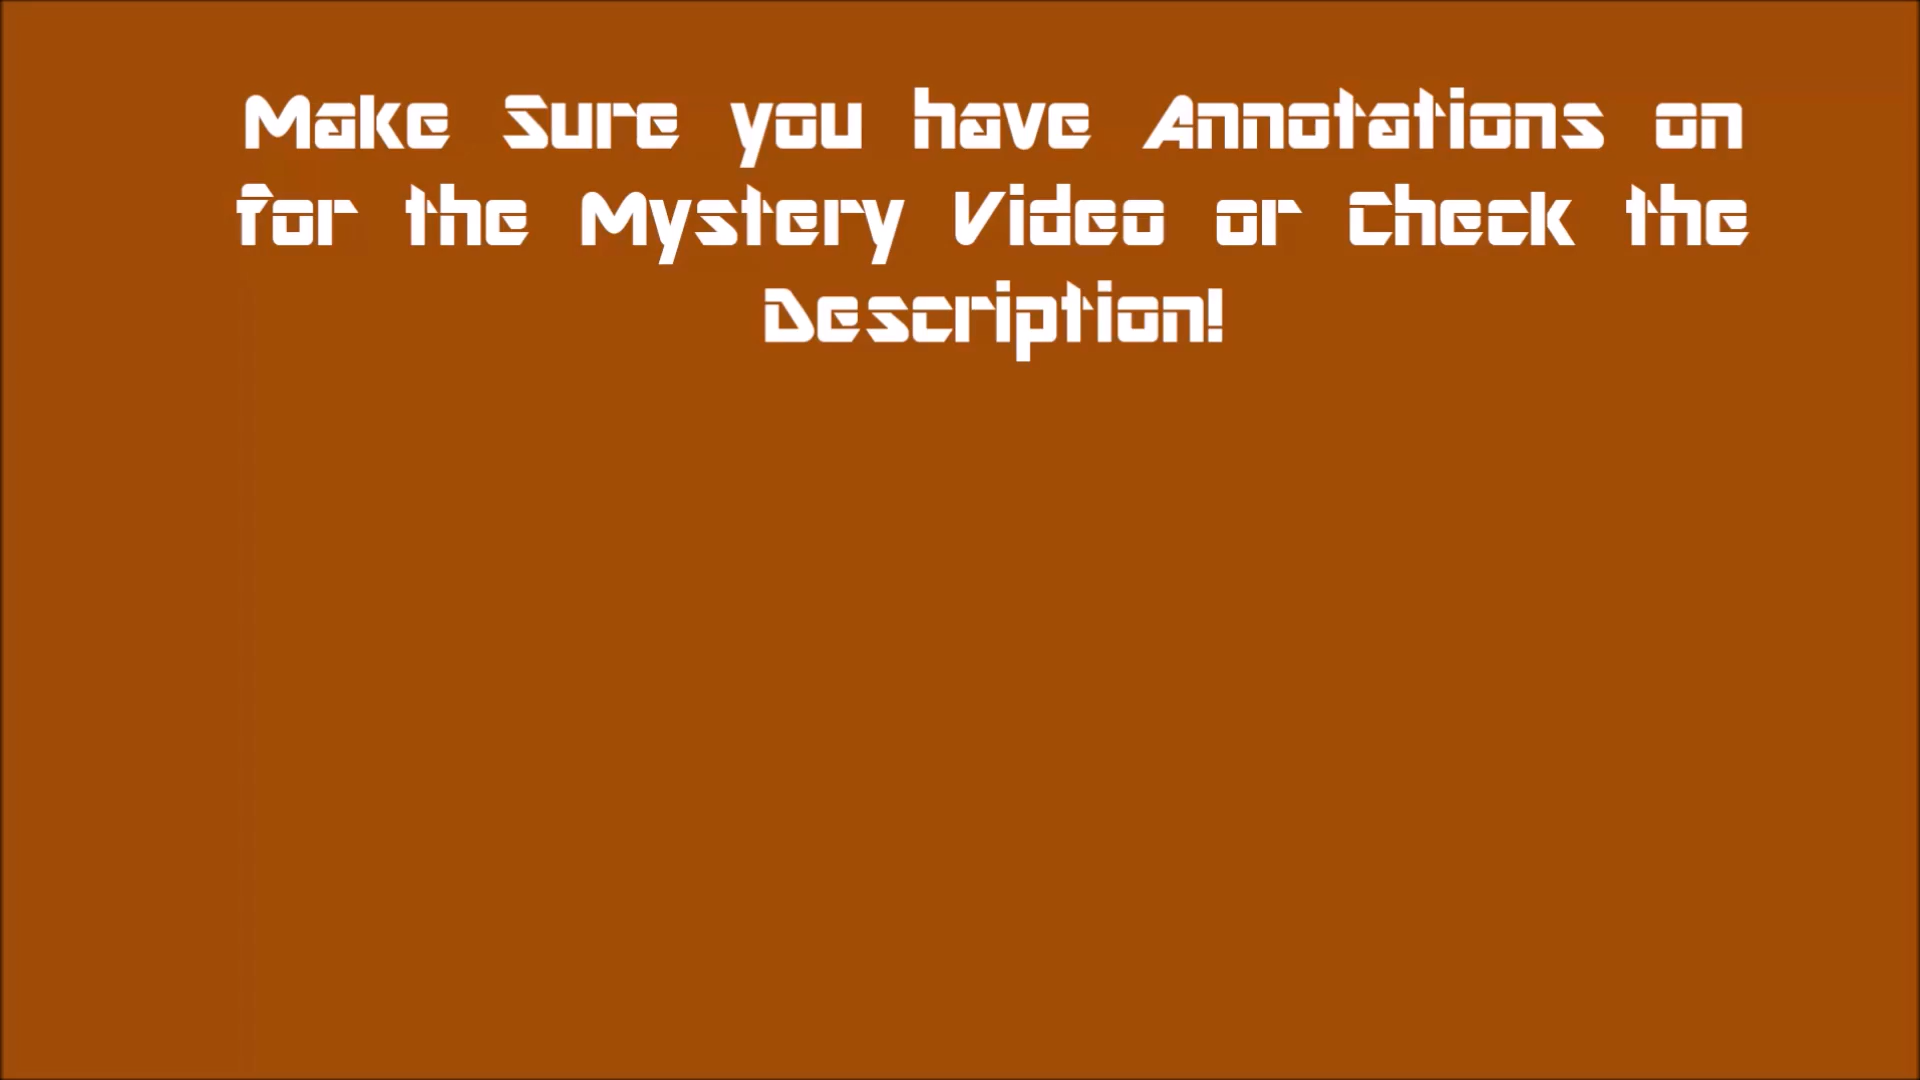 Make Sure you have Annotations on
for the Mystery Video or Check the
Description!